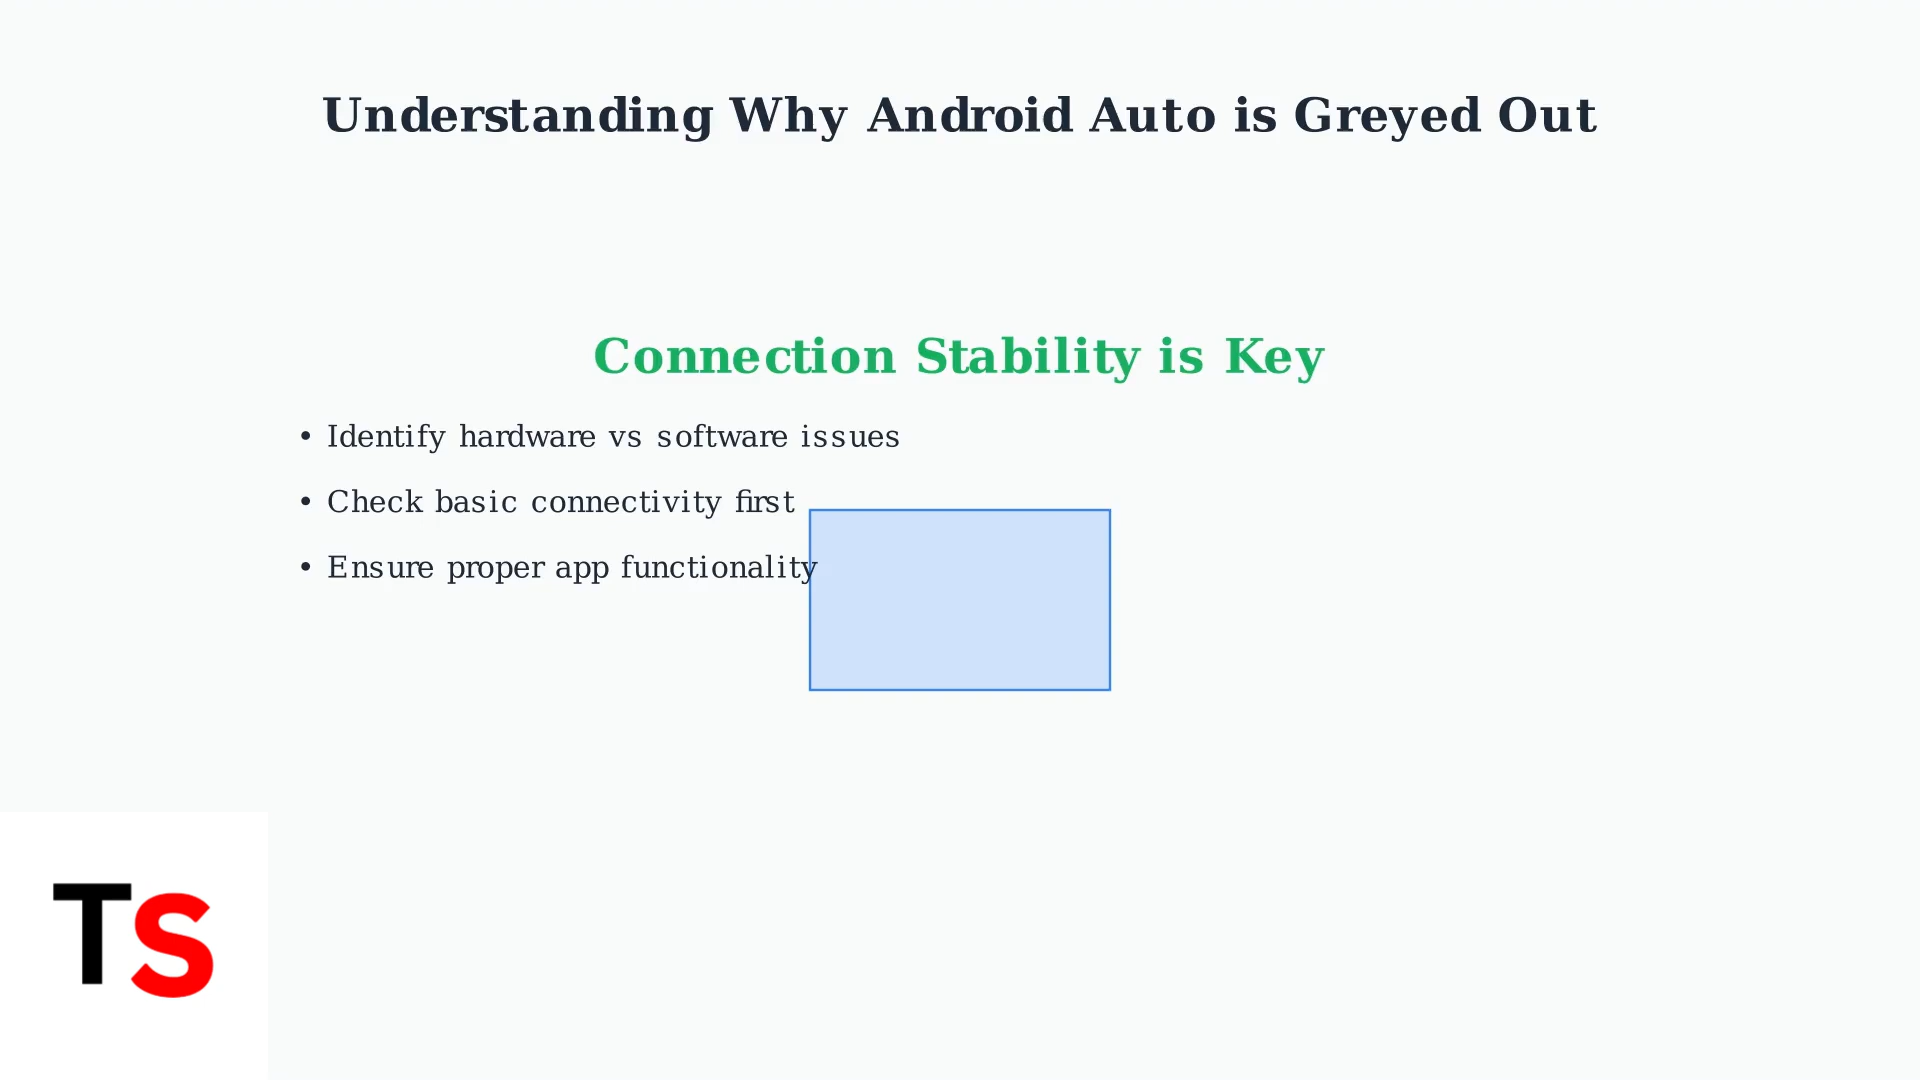 Understanding Why Android Auto is Greyed Out
Connection Stability is Key
• Identify hardware vs software issues
• Check basic connectivity first
• Ensure proper app functionality
TS